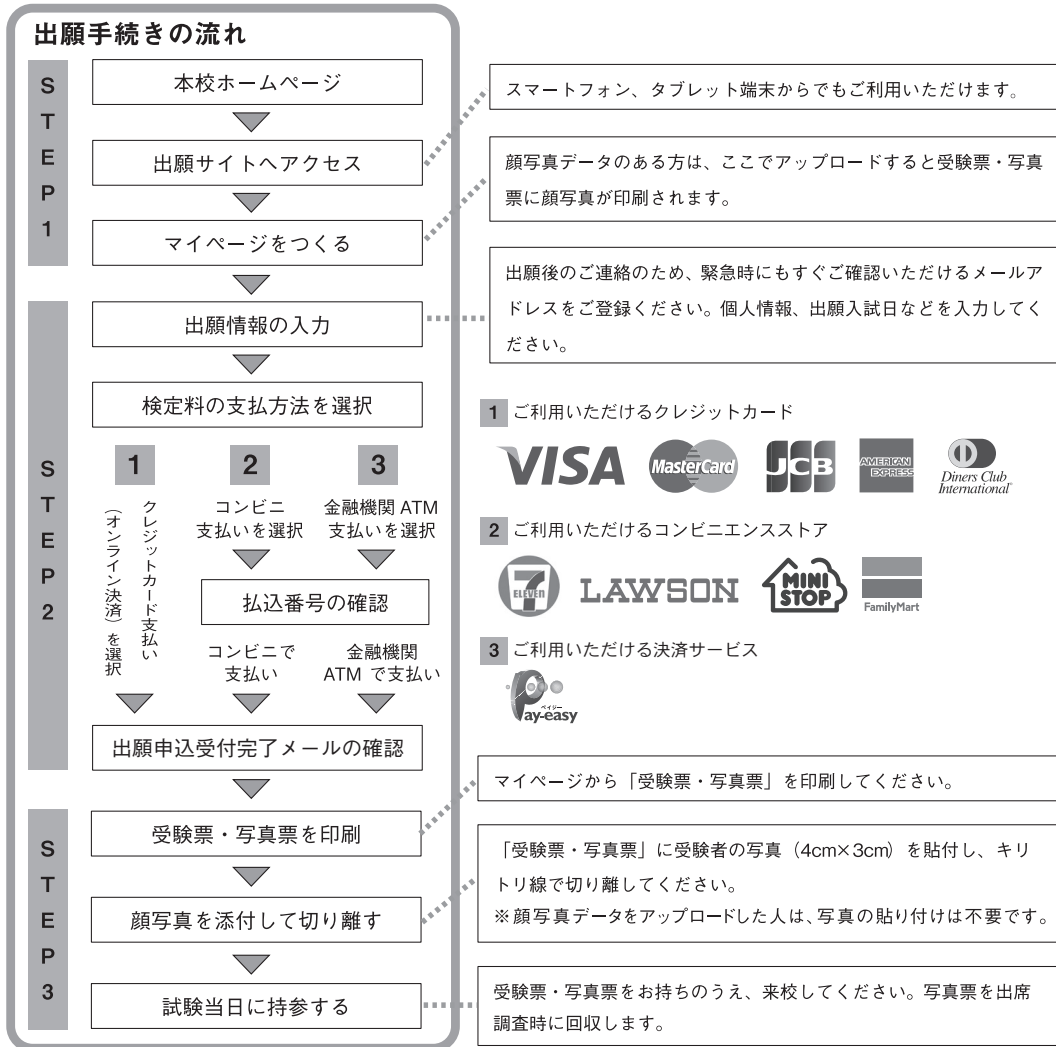 出願手続きの流れ
STEP1
本校ホームページ
出願サイトへアクセス
マイページをつくる
スマートフォン、タブレット端末からでもご利用いただけます。
顔写真データのある方は、ここでアップロードすると受験票・写真
票に顔写真が印刷されます。
STEP2
出願情報の入力
出願後のご連絡のため、緊急時にもすぐご確認いただけるメールア
ドレスをご登録ください。個人情報、出願入試日などを入力してく
ださい。
検定料の支払方法を選択
1
クレジットカード支払い
(オンライン決済)を選択
2
コンビニ
支払いを選択
3
金融機関 ATM
支払いを選択
払込番号の確認
コンビニで
支払い
金融機関
ATM で支払い
出願申込受付完了メールの確認
1 ご利用いただけるクレジットカード
VISA
MasterCard
JCB
AMERICAN
EXPRESS
Diners Club
International
2 ご利用いただけるコンビニエンスストア
7
ELEVEN
LAWSON
MINI
STOP
FamilyMart
3 ご利用いただける決済サービス
ペイジー
Pay-easy
STEP3
受験票・写真票を印刷
顔写真を添付して切り離す
試験当日に持参する
マイページから「受験票・写真票」を印刷してください。
「受験票・写真票」に受験者の写真（4cm×3cm）を貼付し、キリ
トリ線で切り離してください。
※顔写真データをアップロードした人は、写真の貼り付けは不要です。
受験票・写真票をお持ちのうえ、来校してください。写真票を出席
調査時に回収します。